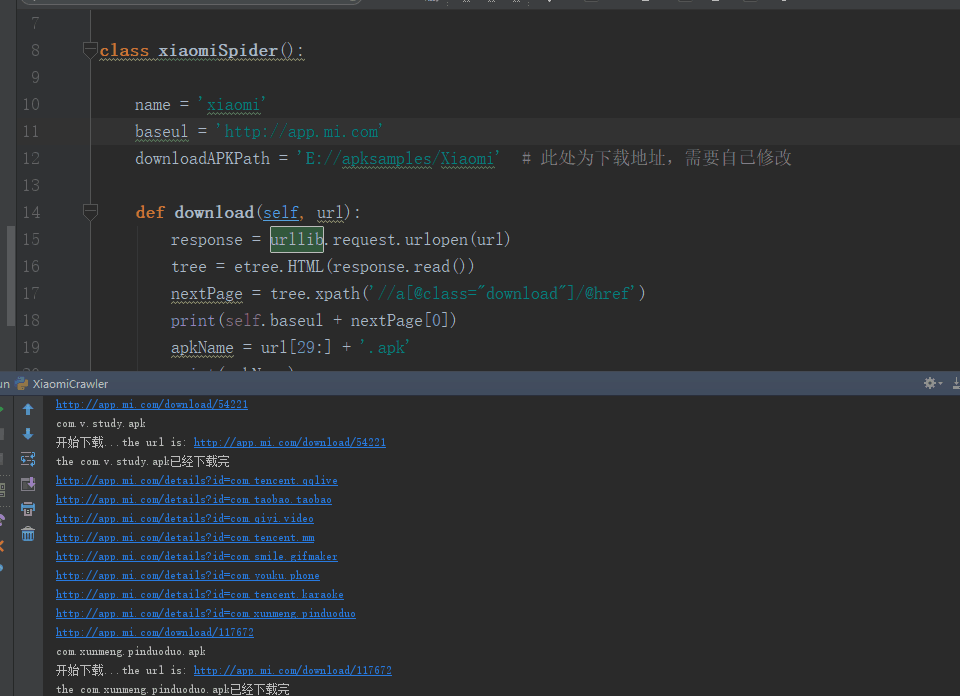 7
8 class xiaomiSpider():
9
10 name = 'xiaomi'
11 baseul = 'http://app.mi.com'
12 downloadAPKPath = 'E://apksamples/Xiaomi' # 此处为下载地址，需要自己修改
13
14 def download(self, url):
15 response = urllib.request.urlopen(url)
16 tree = etree.HTML(response.read())
17 nextPage = tree.xpath('//a[@class="download"]/@href')
18 print(self.baseul + nextPage[0])
19 apkName = url[29:] + '.apk'
un XiaomiCrawler
http://app.mi.com/download/54221
com.v.study.apk
开始下载...the url is: http://app.mi.com/download/54221
the com.v.study.apk已经下载完
http://app.mi.com/details?id=com.tencent.qqlive
http://app.mi.com/details?id=com.taobao.taobao
http://app.mi.com/details?id=com.qiyi.video
http://app.mi.com/details?id=com.tencent.mm
http://app.mi.com/details?id=com.smile.gifmaker
http://app.mi.com/details?id=com.youku.phone
http://app.mi.com/details?id=com.tencent.karaoke
http://app.mi.com/details?id=com.xunmeng.pinduoduo
http://app.mi.com/download/117672
com.xunmeng.pinduoduo.apk
开始下载...the url is: http://app.mi.com/download/117672
the com.xunmeng.pinduoduo.apk已经下载完